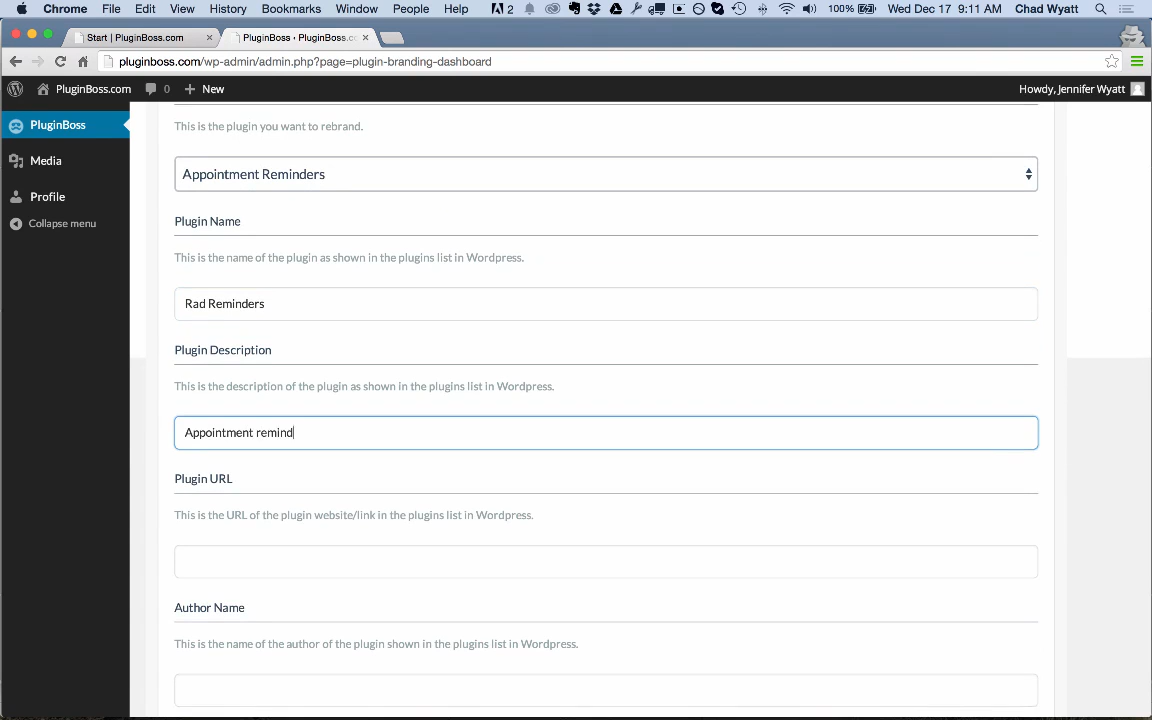 Chrome File Edit View History Bookmarks Window People Help 2 100% Wed Dec 17 9:11 AM Chad Wyatt
Start | PluginBoss.com × PluginBoss ‹ PluginBoss.co ×
pluginboss.com/wp-admin/admin.php?page=plugin-branding-dashboard
PluginBoss.com 0 + New Howdy, Jennifer Wyatt
PluginBoss
Media
Profile
Collapse menu
This is the plugin you want to rebrand.
Appointment Reminders
Plugin Name
This is the name of the plugin as shown in the plugins list in Wordpress.
Rad Reminders
Plugin Description
This is the description of the plugin as shown in the plugins list in Wordpress.
Appointment remind
Plugin URL
This is the URL of the plugin website/link in the plugins list in Wordpress.
Author Name
This is the name of the author of the plugin shown in the plugins list in Wordpress.